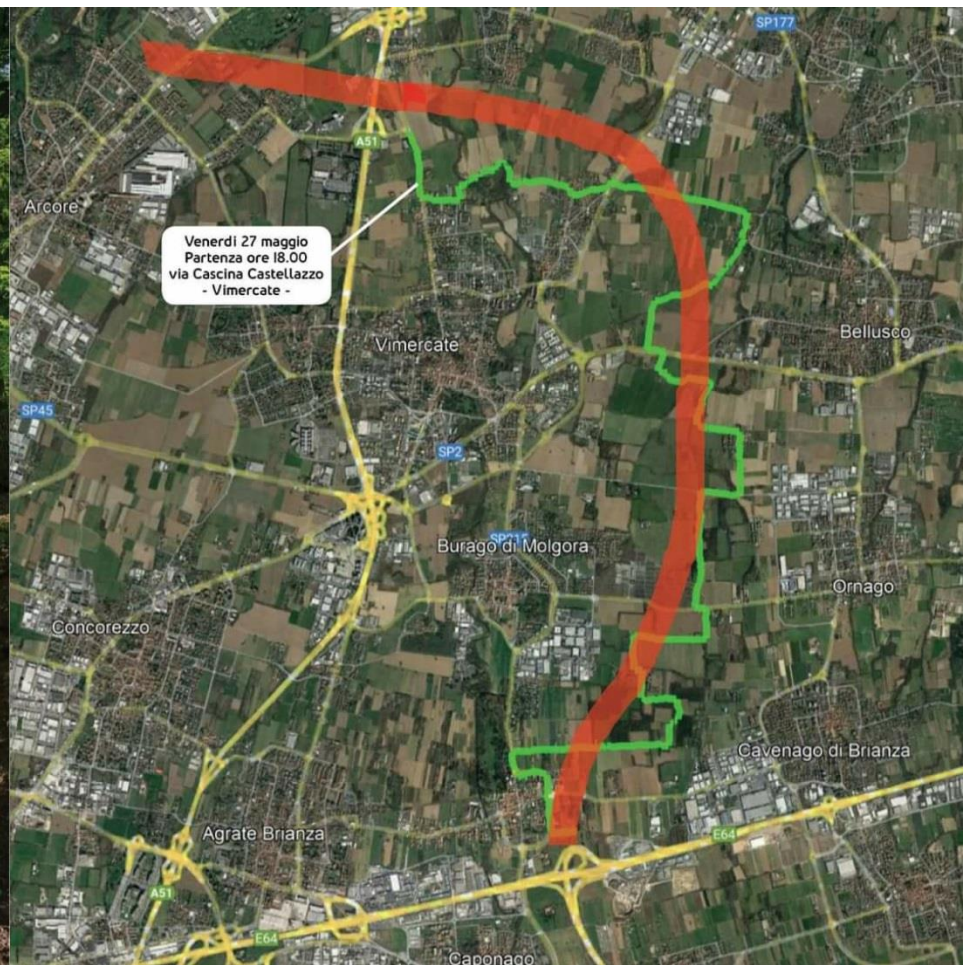 SP177
A51
Arcore
Venerdi 27 maggio
Partenza ore 18.00
via Cascina Castellazzo
- Vimercate -
Vimercate
Bellusco
SP45
SP2
Burago di Molgora
Ornago
Concorezzo
Cavenago di Brianza
Agrate Brianza
E64
A51
E64
Caponago